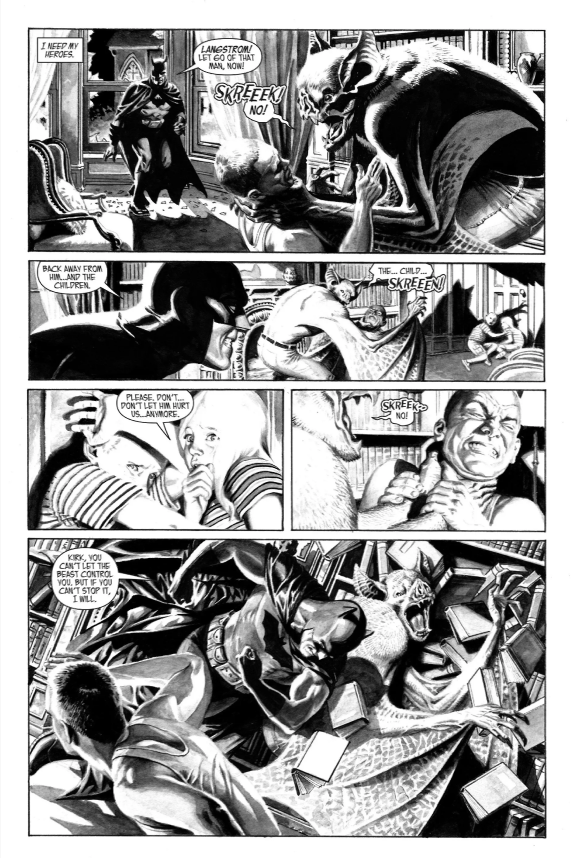 I NEED MY
HEROES.
LANGSTROM!
LET GO OF THAT
MAN, NOW!
SKREEEK!
NO!
BACK AWAY FROM
HIM...AND THE
CHILDREN.
THE... CHILD...
SKREEEN!
PLEASE, DON'T...
DON'T LET HIM HURT
US...ANYMORE.
SKREEK--
NO!
KIRK, YOU
CAN'T LET THE
BEAST CONTROL
YOU. BUT IF YOU
CAN'T STOP IT,
I WILL.